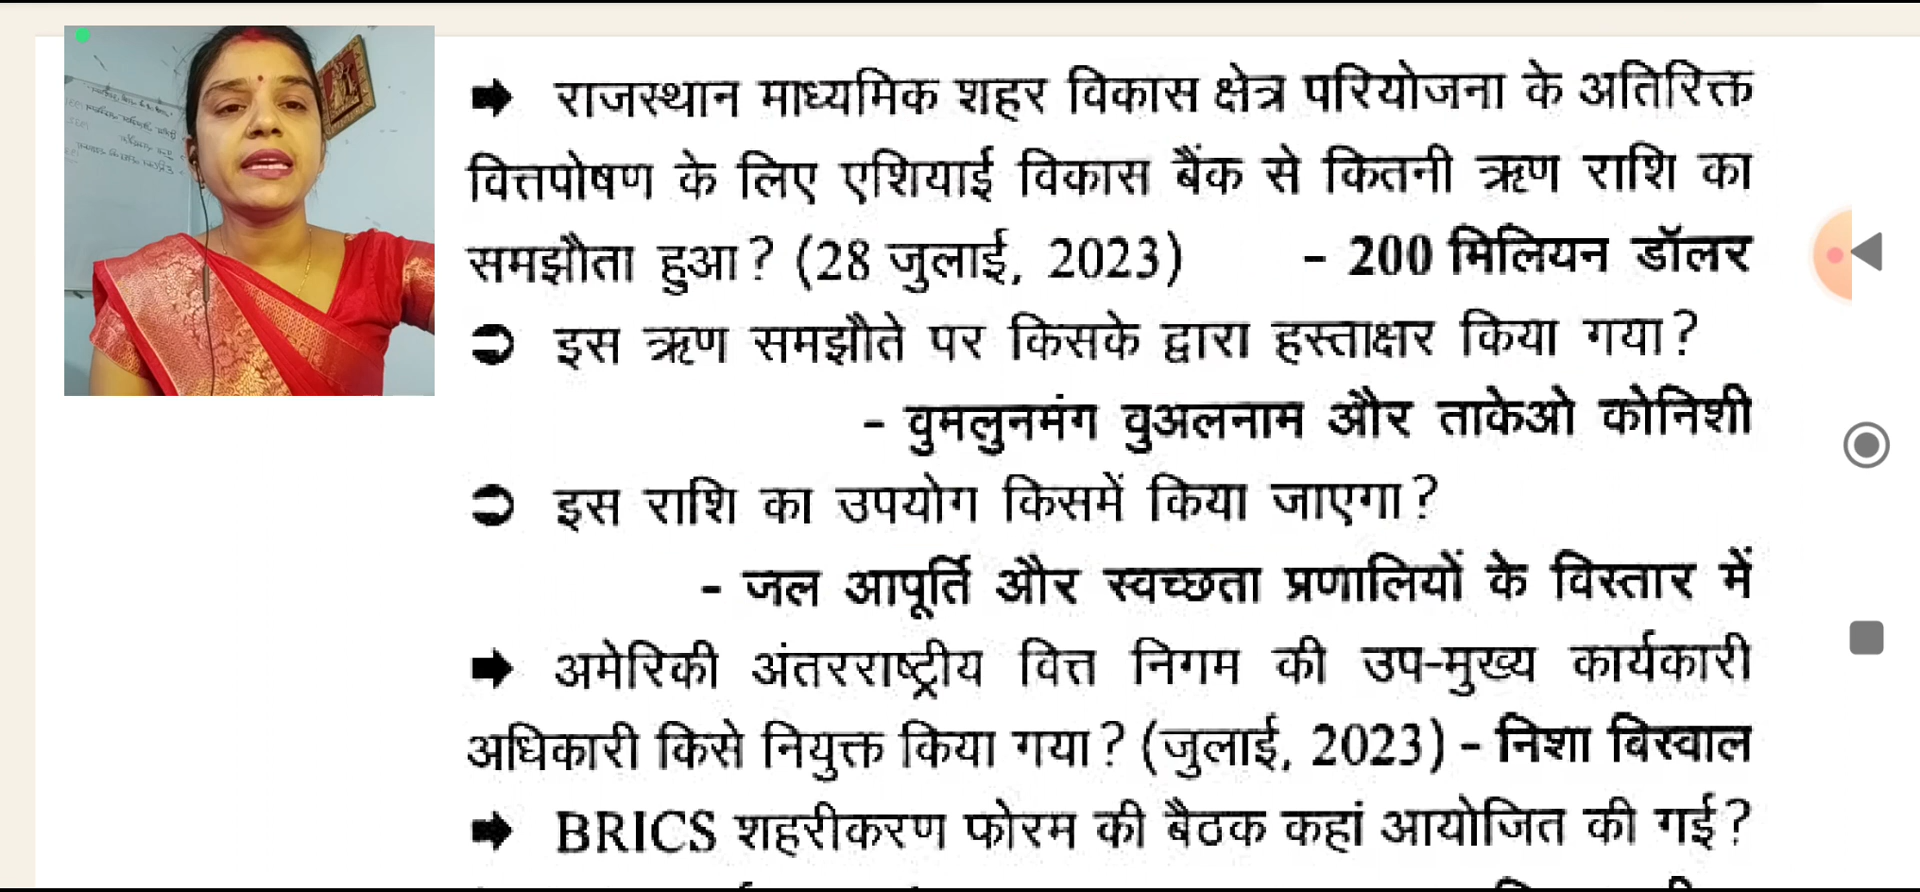 ➡ राजस्थान माध्यमिक शहर विकास क्षेत्र परियोजना के अतिरिक्त
वित्तपोषण के लिए एशियाई विकास बैंक से कितनी ऋण राशि का
समझौता हुआ? (28 जुलाई, 2023) - 200 मिलियन डॉलर
⮊ इस ऋण समझौते पर किसके द्वारा हस्ताक्षर किया गया?
- वुमलुनमंग वुअलनाम और ताकेओ कोनिशी
⮊ इस राशि का उपयोग किसमें किया जाएगा?
- जल आपूर्ति और स्वच्छता प्रणालियों के विस्तार में
➡ अमेरिकी अंतरराष्ट्रीय वित्त निगम की उप-मुख्य कार्यकारी
अधिकारी किसे नियुक्त किया गया? (जुलाई, 2023) - निशा बिस्वाल
➡ BRICS शहरीकरण फोरम की बैठक कहां आयोजित की गई?